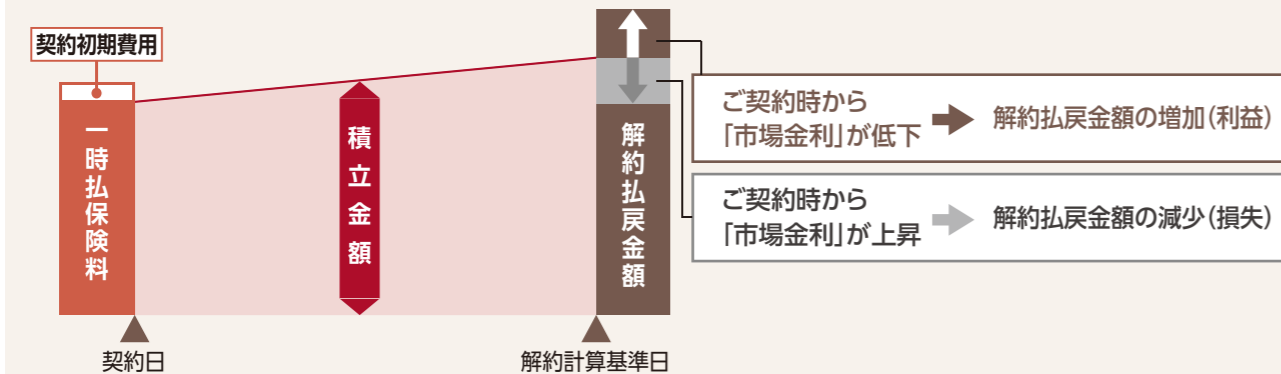 契約初期費用
一時払保険料
積立金額
解約払戻金額
ご契約時から
「市場金利」が低下
解約払戻金額の増加(利益)
ご契約時から
「市場金利」が上昇
解約払戻金額の減少(損失)
契約日
解約計算基準日